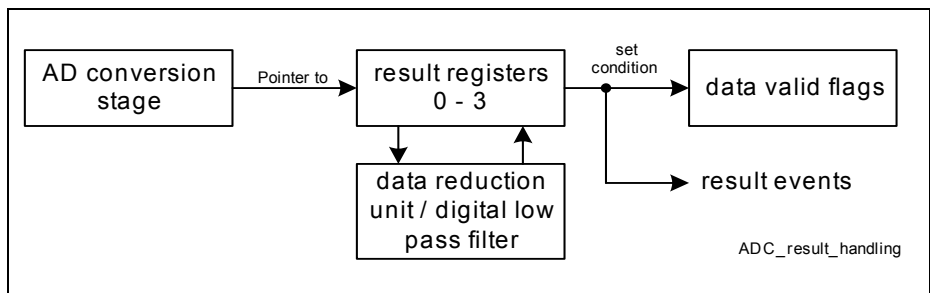 AD conversion
stage
Pointer to
result registers
0 - 3
set
condition
data valid flags
data reduction
unit / digital low
pass filter
result events
ADC_result_handling